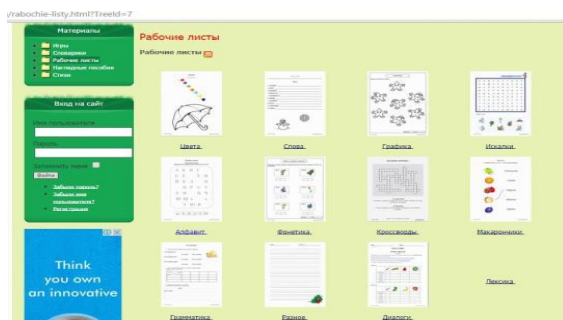 /rabochie-listy.html?TreeId=7
Материалы
Игры
Словарики
Рабочие листы
Наглядные пособия
Стихи
Вход на сайт
Имя пользователя
Пароль
Запомнить меня
Войти
Забыли пароль?
Забыли имя
пользователя?
Регистрация
Think
you own
an innovative
Рабочие листы
Рабочие листы
Цвета.
Слова.
Графика.
Искалки.
Алфавит.
Фонетика.
Кроссворды.
Макарончики.
Грамматика.
Разное.
Диалоги.
Лексика.